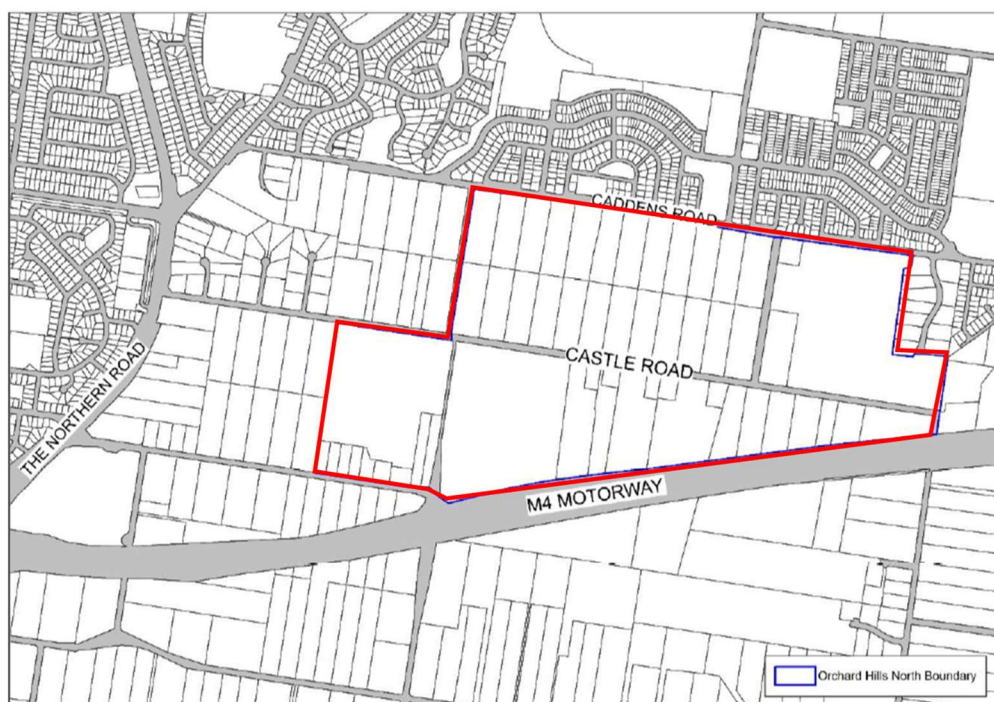 CADDENS ROAD
CASTLE ROAD
THE NORTHERN ROAD
M4 MOTORWAY
Orchard Hills North Boundary